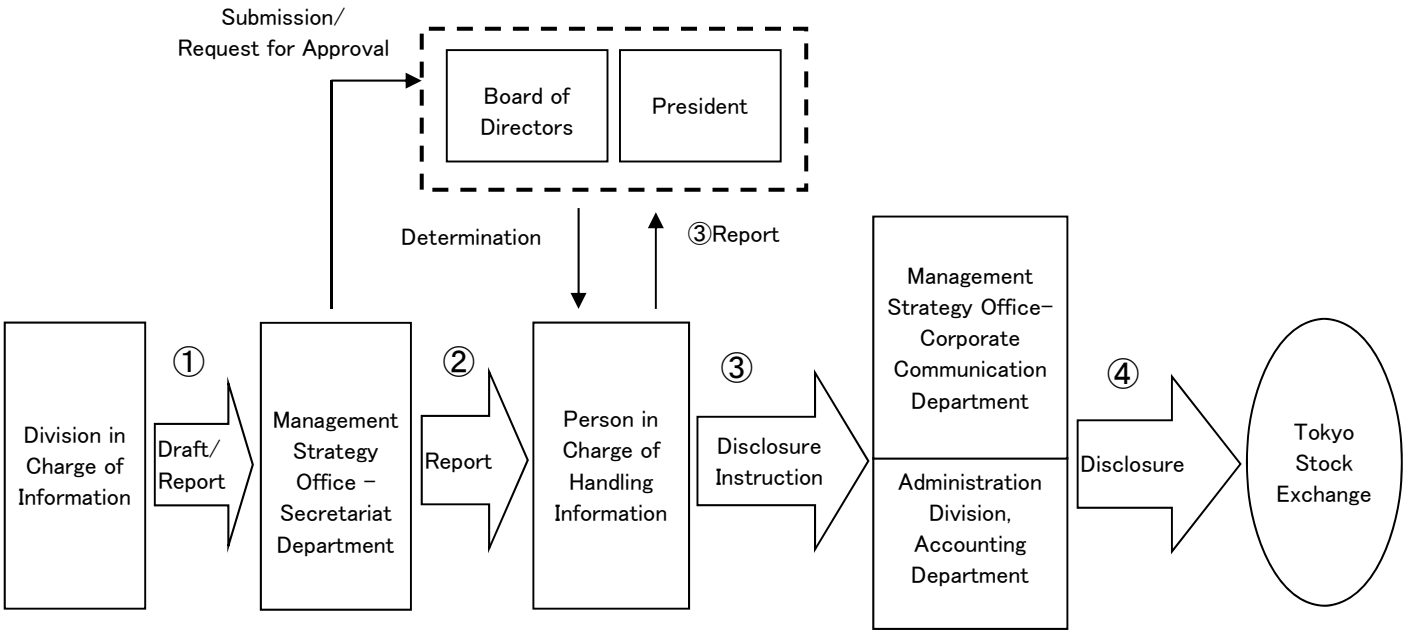 Submission/
Request for Approval
Board of
Directors
President
Determination
③Report
Division in
Charge of
Information
①
Draft/
Report
Management
Strategy
Office −
Secretariat
Department
②
Report
Person in
Charge of
Handling
Information
③
Disclosure
Instruction
Management
Strategy Office−
Corporate
Communication
Department
Administration
Division,
Accounting
Department
④
Disclosure
Tokyo
Stock
Exchange